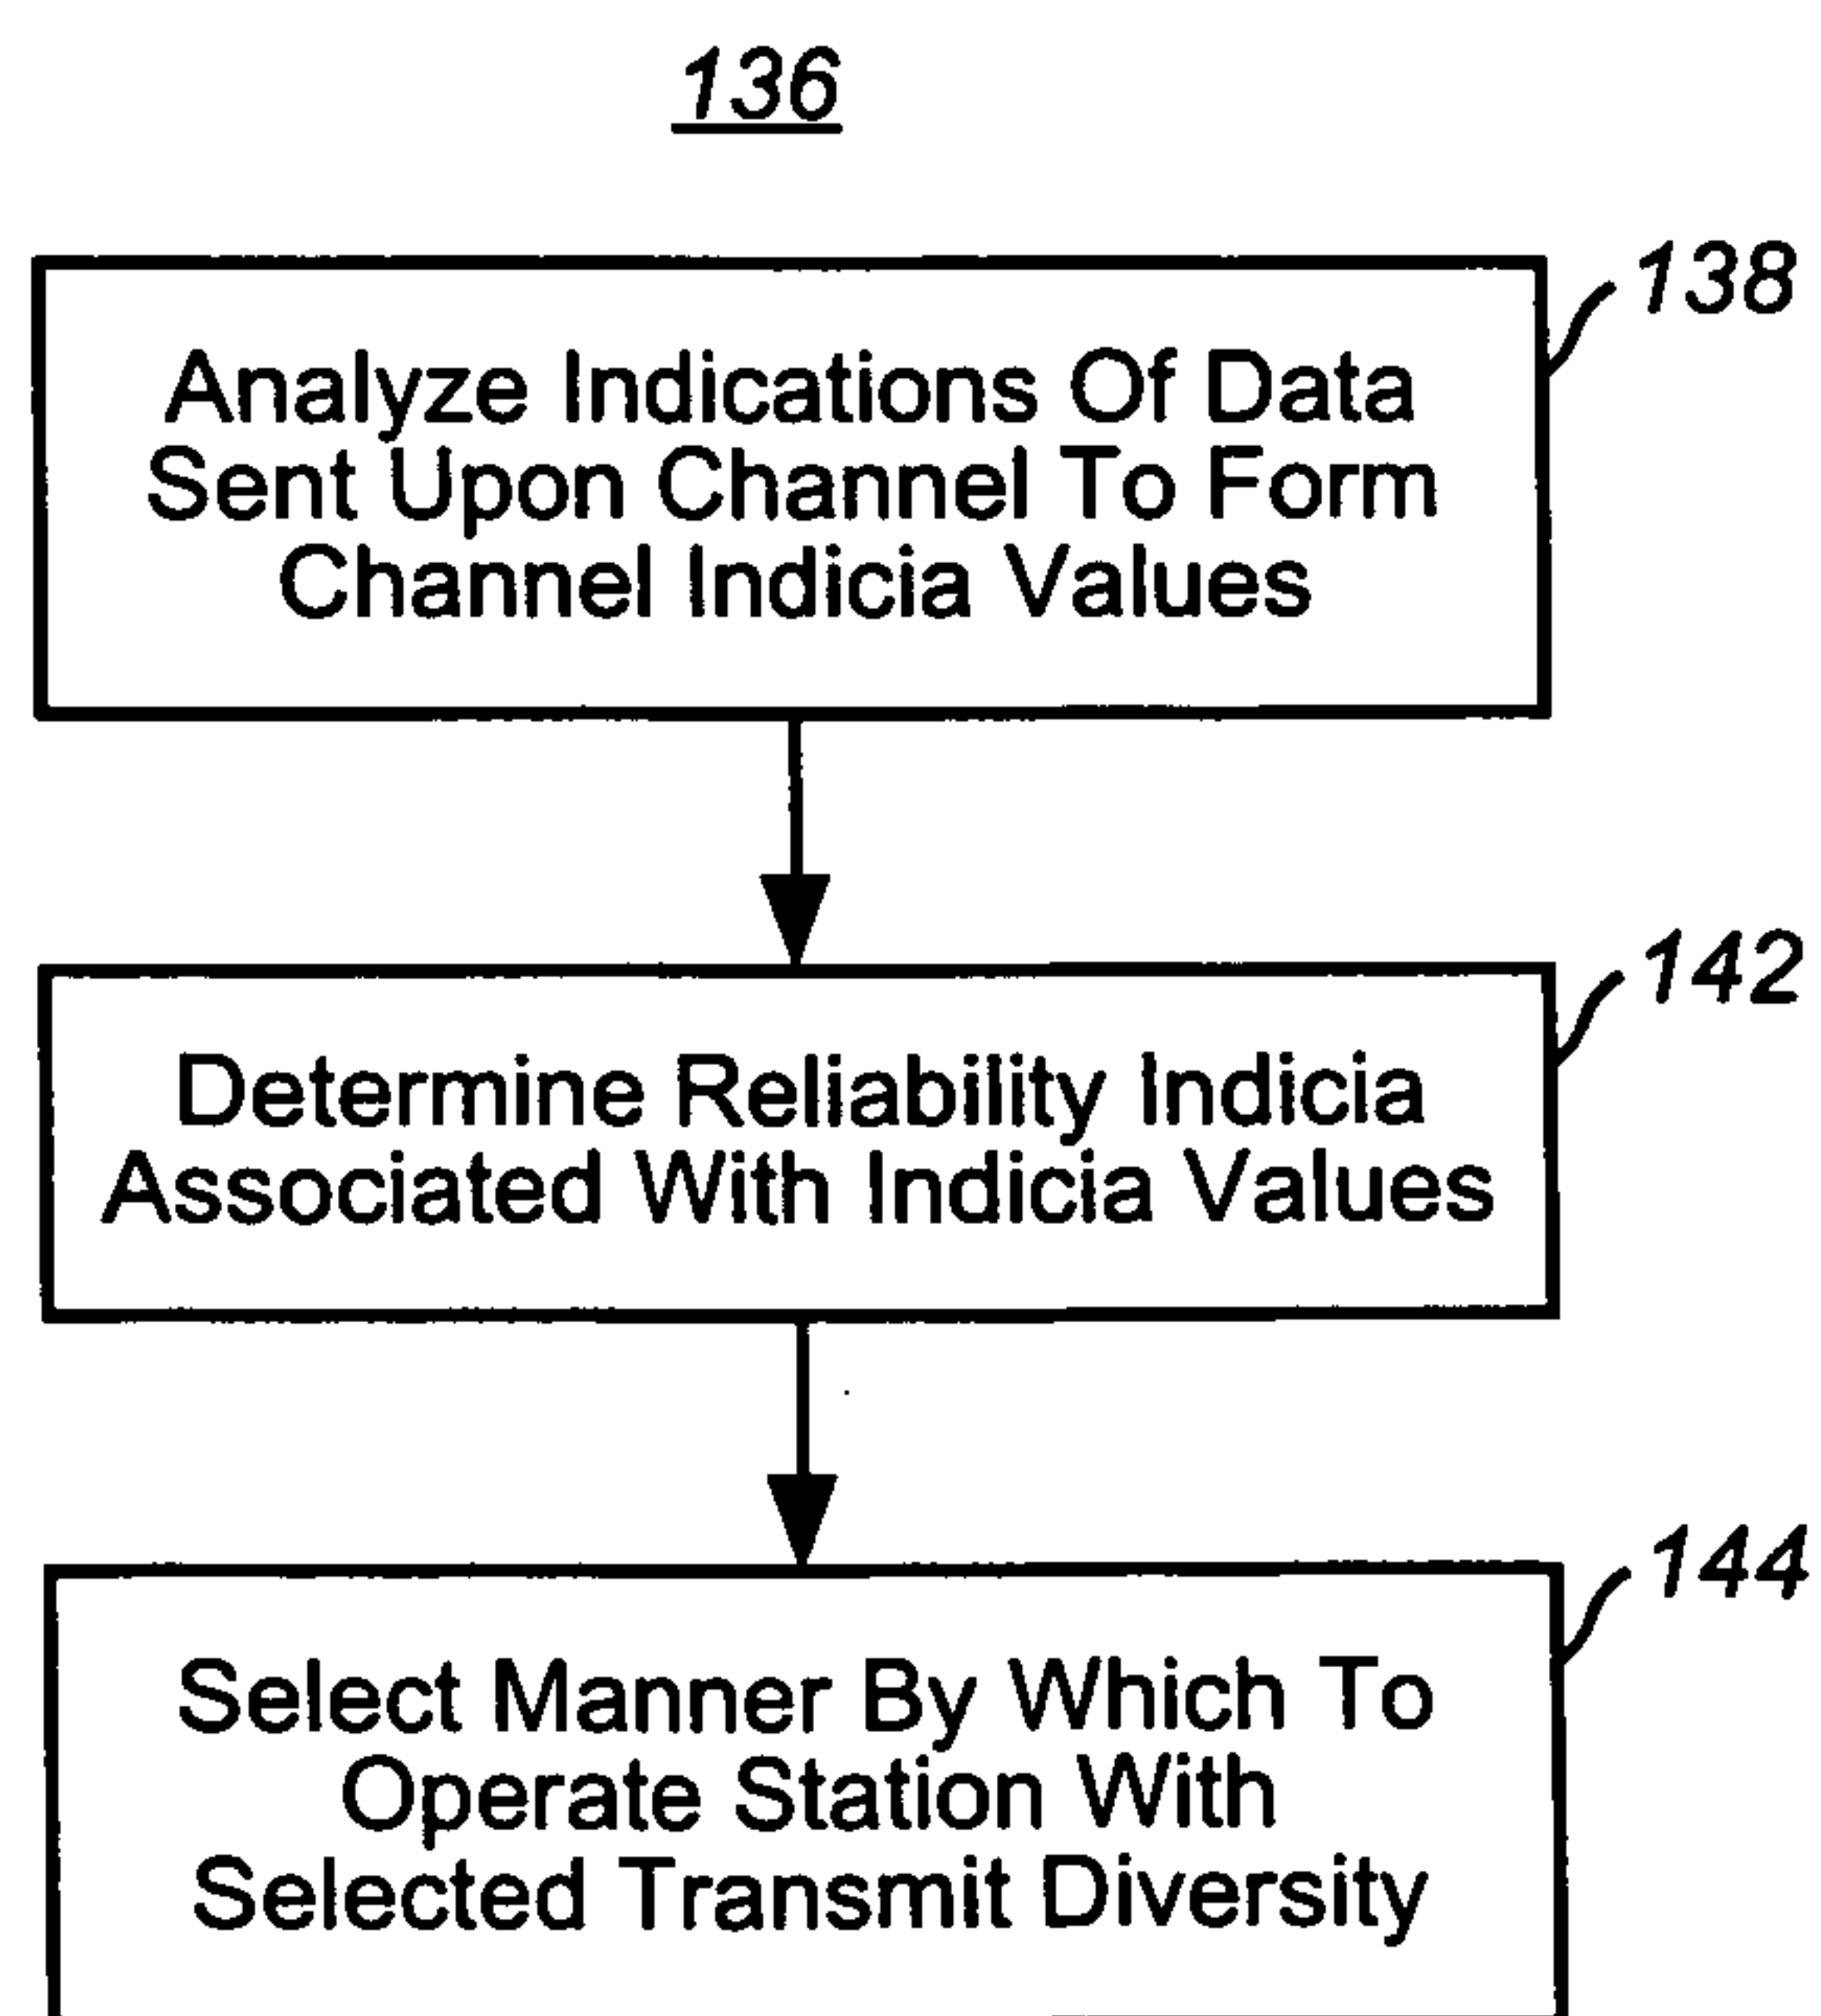 136
138
Analyze Indications Of Data
Sent Upon Channel To Form
Channel Indicia Values
142
Determine Reliability Indicia
Associated With Indicia Values
144
Select Manner By Which To
Operate Station With
Selected Transmit Diversity